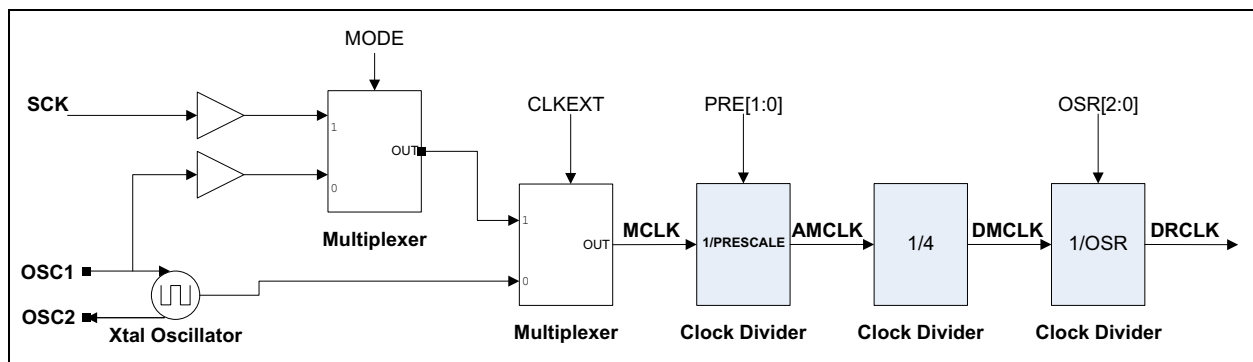 MODE
SCK
1
OUT
0
Multiplexer
CLKEXT
PRE[1:0]
OSR[2:0]
1
OUT
0
MCLK
1/PRESCALE
AMCLK
1/4
DMCLK
1/OSR
DRCLK
OSC1
OSC2
Xtal Oscillator
Multiplexer
Clock Divider
Clock Divider
Clock Divider